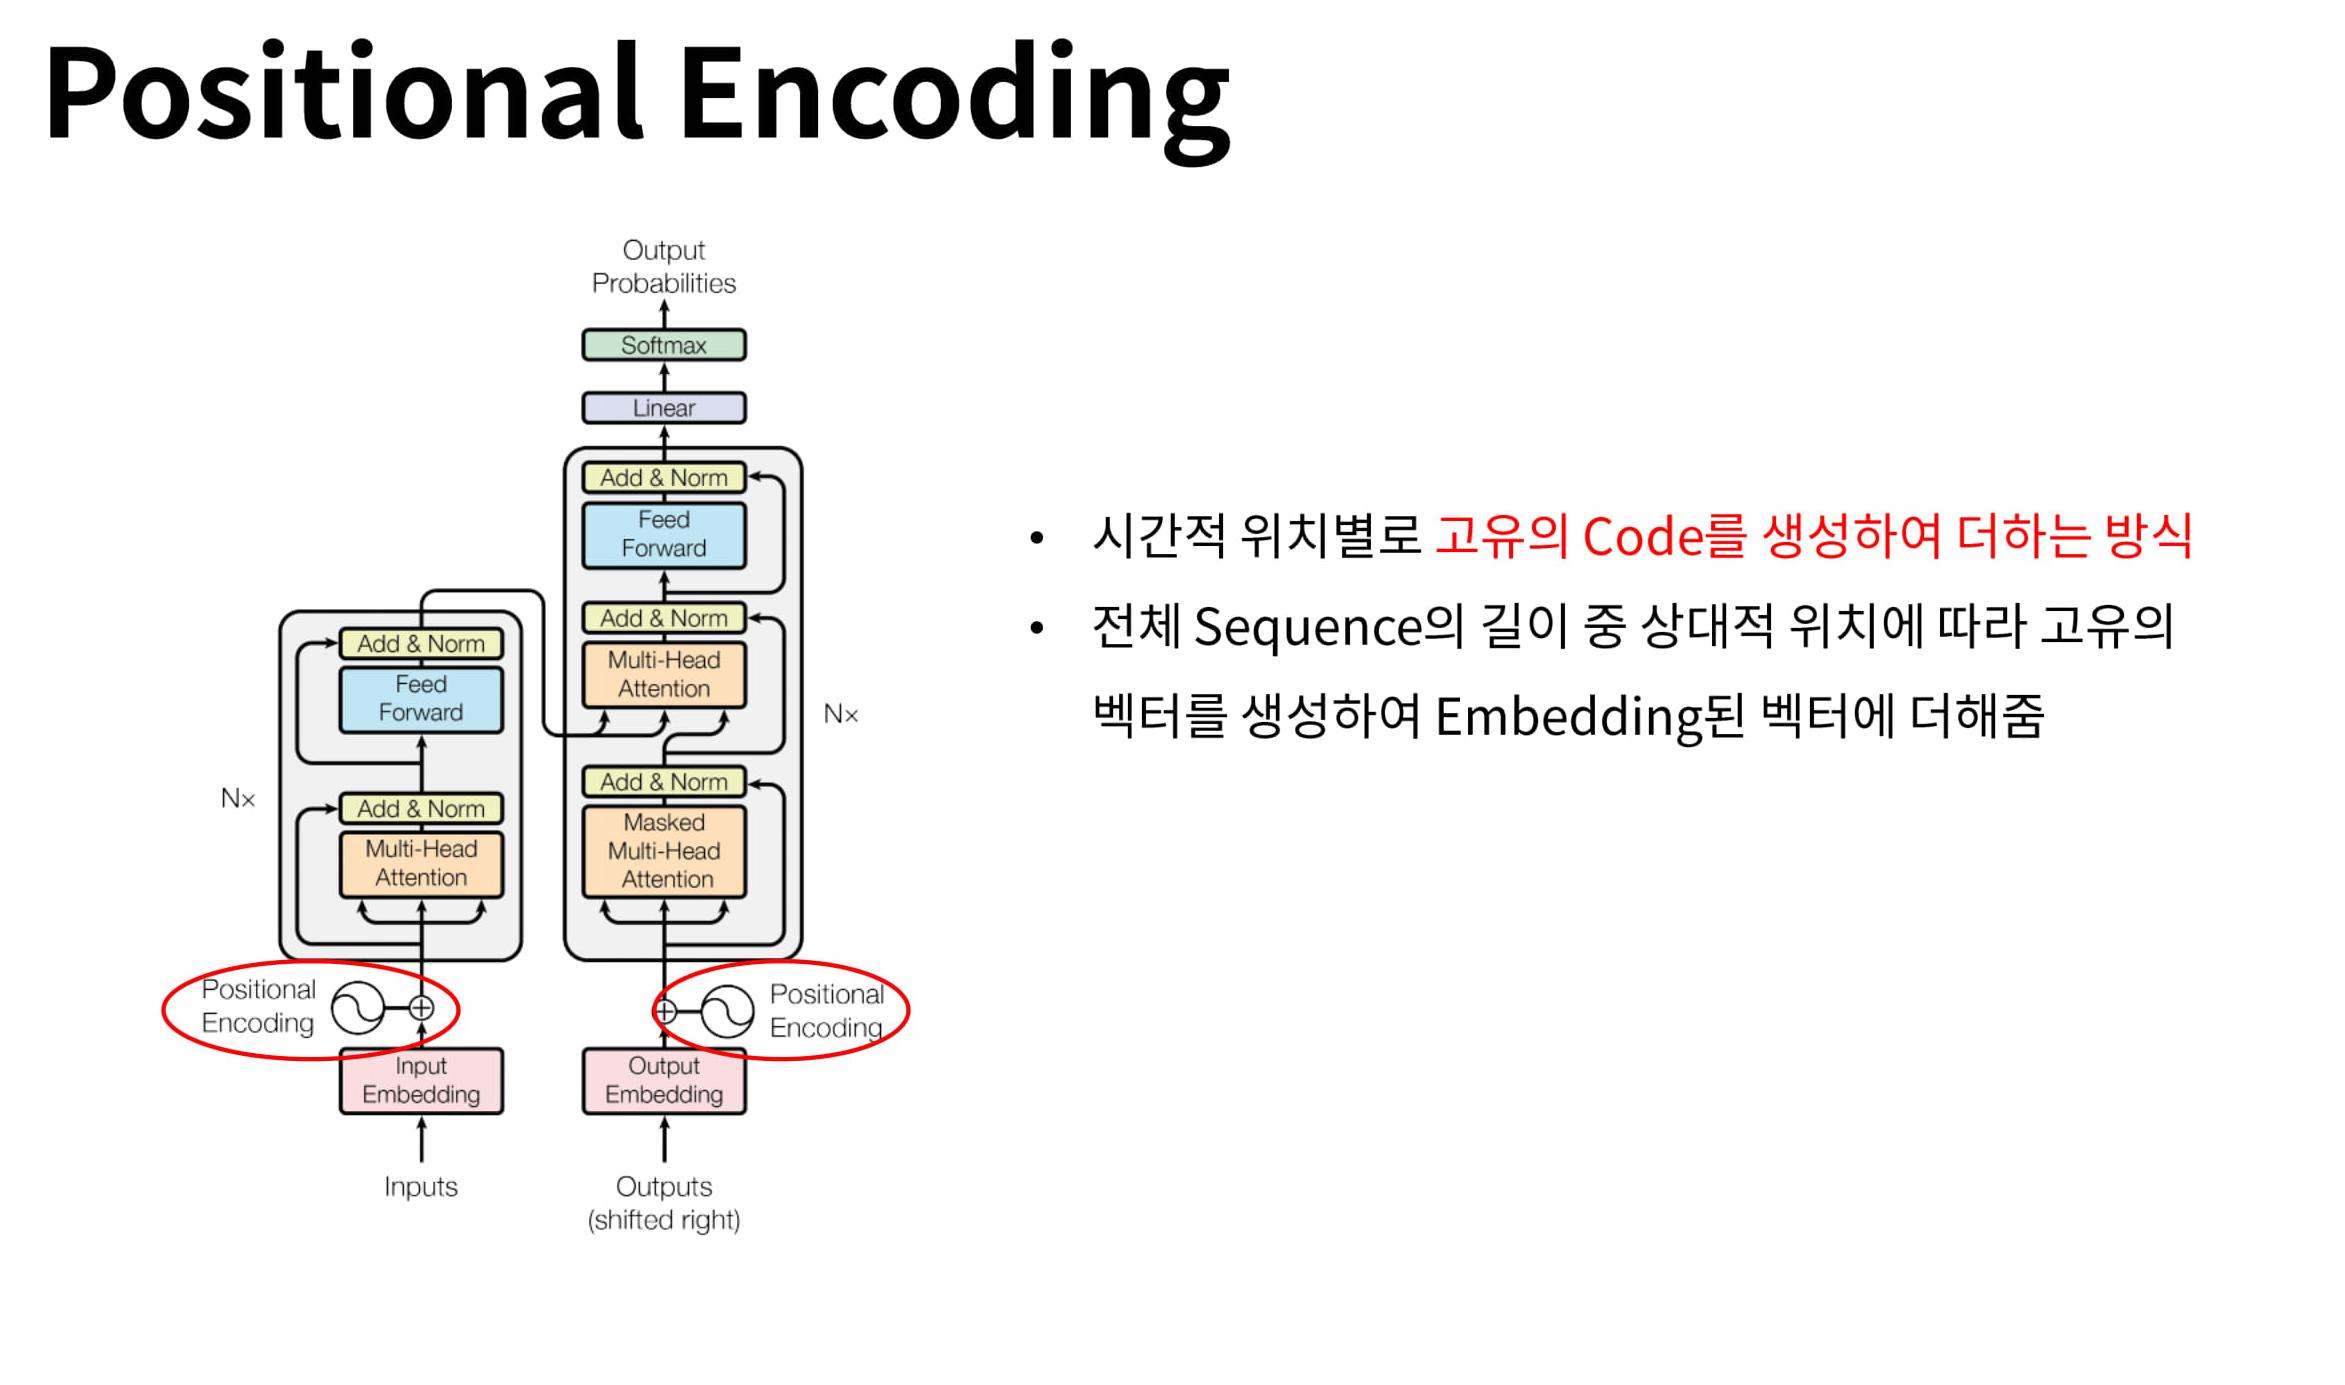 Positional Encoding
Output
Probabilities
Softmax
Linear
Add & Norm
Feed
Forward
Add & Norm
Multi-Head
Attention
Nx
Add & Norm
Masked
Multi-Head
Attention
Add & Norm
Feed
Forward
Nx
Add & Norm
Multi-Head
Attention
Positional
Encoding
Positional
Encoding
Input
Embedding
Output
Embedding
Inputs
Outputs
(shifted right)
• 시간적 위치별로 고유의 Code를 생성하여 더하는 방식
• 전체 Sequence의 길이 중 상대적 위치에 따라 고유의
벡터를 생성하여 Embedding된 벡터에 더해줌